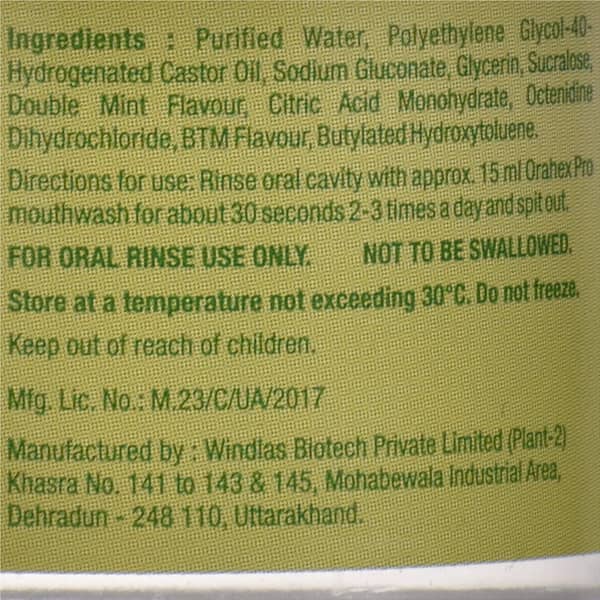 Ingredients : Purified Water, Polyethylene Glycol-40-
Hydrogenated Castor Oil, Sodium Gluconate, Glycerin, Sucralose,
Double Mint Flavour, Citric Acid Monohydrate, Octenidine
Dihydrochloride, BTM Flavour, Butylated Hydroxytoluene.
Directions for use: Rinse oral cavity with approx. 15 ml Orahex Pro
mouthwash for about 30 seconds 2-3 times a day and spit out.
FOR ORAL RINSE USE ONLY. NOT TO BE SWALLOWED.
Store at a temperature not exceeding 30°C. Do not freeze.
Keep out of reach of children.
Mfg. Lic. No.: M.23/C/UA/2017
Manufactured by : Windlas Biotech Private Limited (Plant-2)
Khasra No. 141 to 143 & 145, Mohabewala Industrial Area,
Dehradun - 248 110, Uttarakhand.